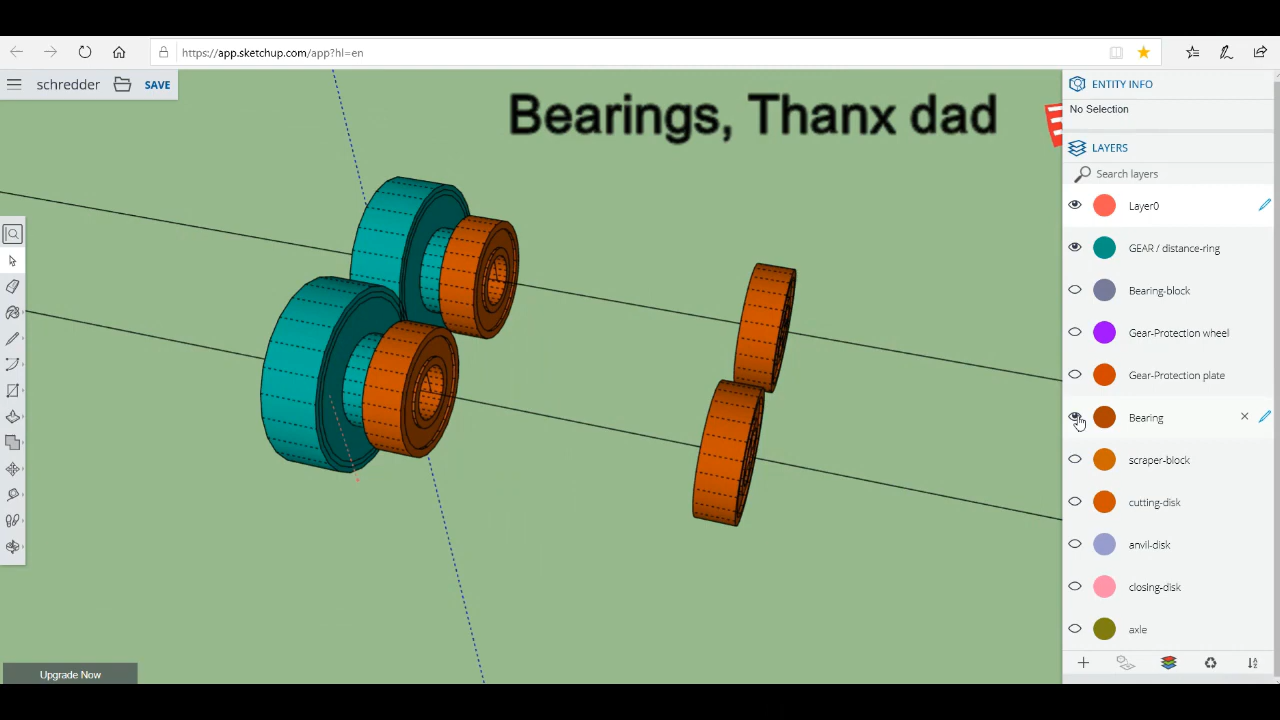 https://app.sketchup.com/app?hl=en
schredder
SAVE
Bearings, Thanx dad
ENTITY INFO
No Selection
LAYERS
Search layers
Layer0
GEAR / distance-ring
Bearing-block
Gear-Protection wheel
Gear-Protection plate
Bearing
scraper-block
cutting-disk
anvil-disk
closing-disk
axle
Upgrade Now